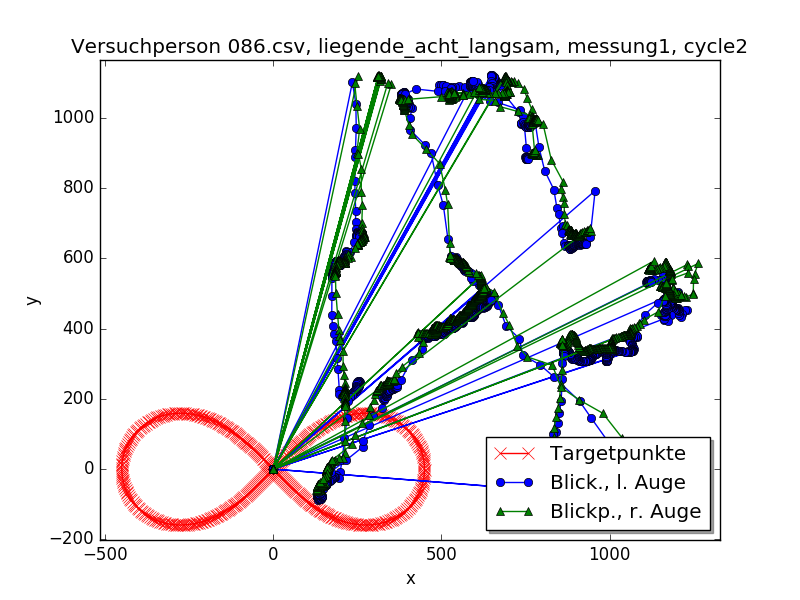 Versuchperson 086.csv, liegende_acht_langsam, messung1, cycle2
1000
800
600
400
200
0
−200
y
−500
0
500
1000
x
Targetpunkte
Blick., l. Auge
Blickp., r. Auge